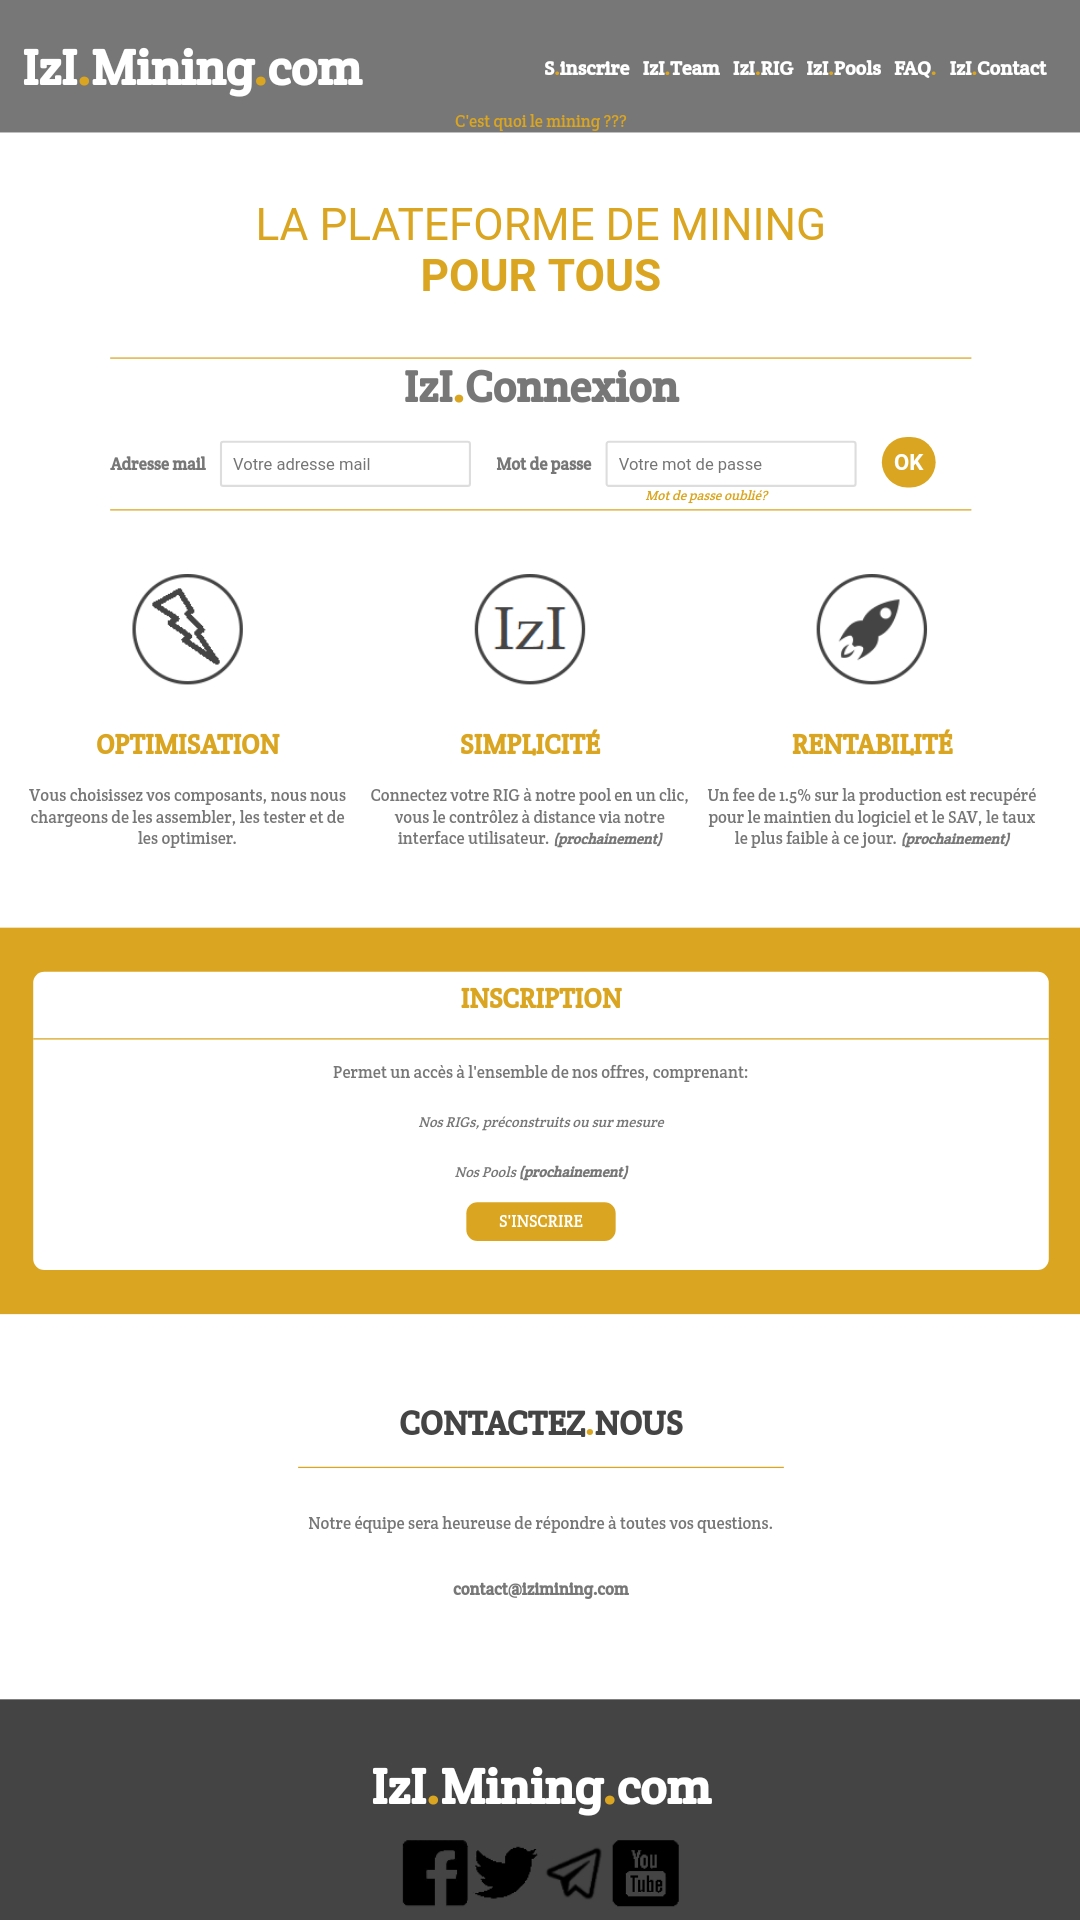 IzI.Mining.com
S.inscrire IzI.Team IzI.RIG IzI.Pools FAQ. IzI.Contact
C'est quoi le mining ???
LA PLATEFORME DE MINING
POUR TOUS
IzI.Connexion
Adresse mail Votre adresse mail Mot de passe Votre mot de passe OK
Mot de passe oublié?
IzI
OPTIMISATION
Vous choisissez vos composants, nous nous
chargeons de les assembler, les tester et de
les optimiser.
SIMPLICITÉ
Connectez votre RIG à notre pool en un clic,
vous le contrôlez à distance via notre
interface utilisateur. (prochainement)
RENTABILITÉ
Un fee de 1.5% sur la production est recupéré
pour le maintien du logiciel et le SAV, le taux
le plus faible à ce jour. (prochainement)
INSCRIPTION
Permet un accès à l'ensemble de nos offres, comprenant:
Nos RIGs, préconstruits ou sur mesure
Nos Pools (prochainement)
S'INSCRIRE
CONTACTEZ.NOUS
Notre équipe sera heureuse de répondre à toutes vos questions.
contact@izimining.com
IzI.Mining.com
You
Tube